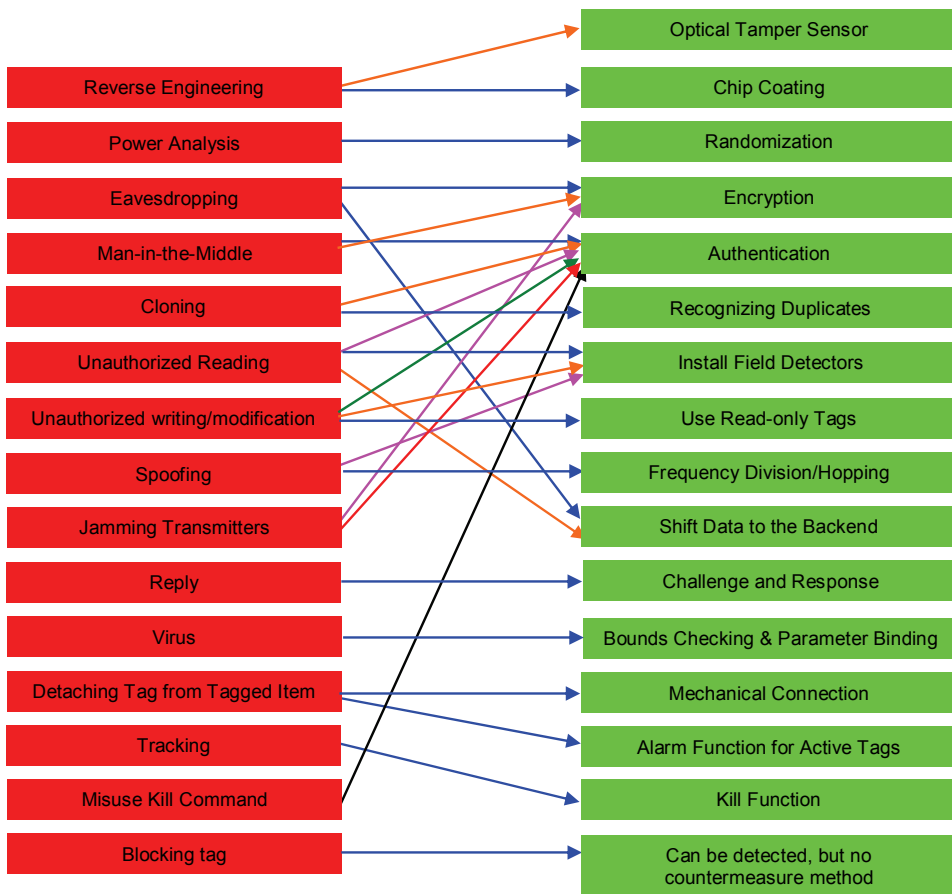 Optical Tamper Sensor
Reverse Engineering
Chip Coating
Power Analysis
Randomization
Eavesdropping
Encryption
Man-in-the-Middle
Authentication
Cloning
Recognizing Duplicates
Unauthorized Reading
Install Field Detectors
Unauthorized writing/modification
Use Read-only Tags
Spoofing
Frequency Division/Hopping
Jamming Transmitters
Shift Data to the Backend
Reply
Challenge and Response
Virus
Bounds Checking & Parameter Binding
Detaching Tag from Tagged Item
Mechanical Connection
Tracking
Alarm Function for Active Tags
Misuse Kill Command
Kill Function
Blocking tag
Can be detected, but no
countermeasure method